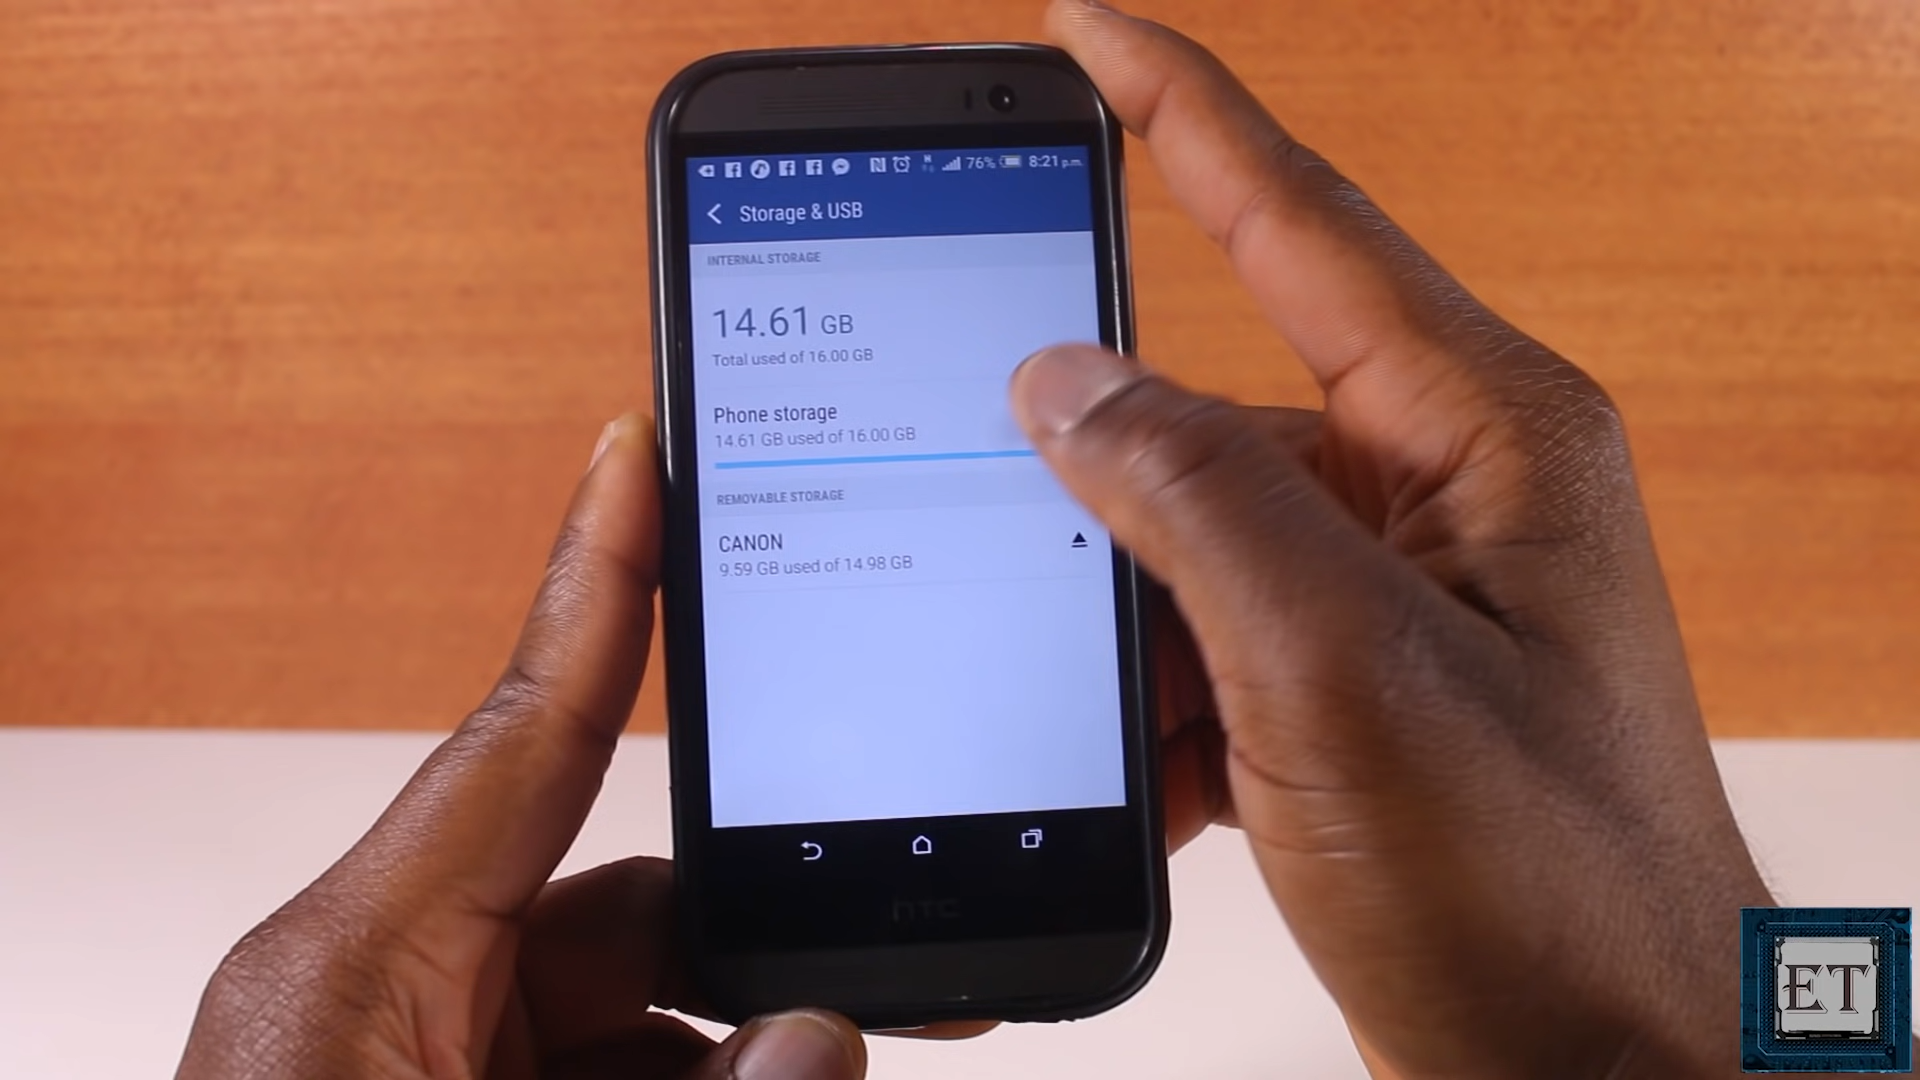 76% 8:21 p.m.
Storage & USB
INTERNAL STORAGE
14.61 GB
Total used of 16.00 GB
Phone storage
14.61 GB used of 16.00 GB
REMOVABLE STORAGE
CANON
9.59 GB used of 14.98 GB
hTC
ET